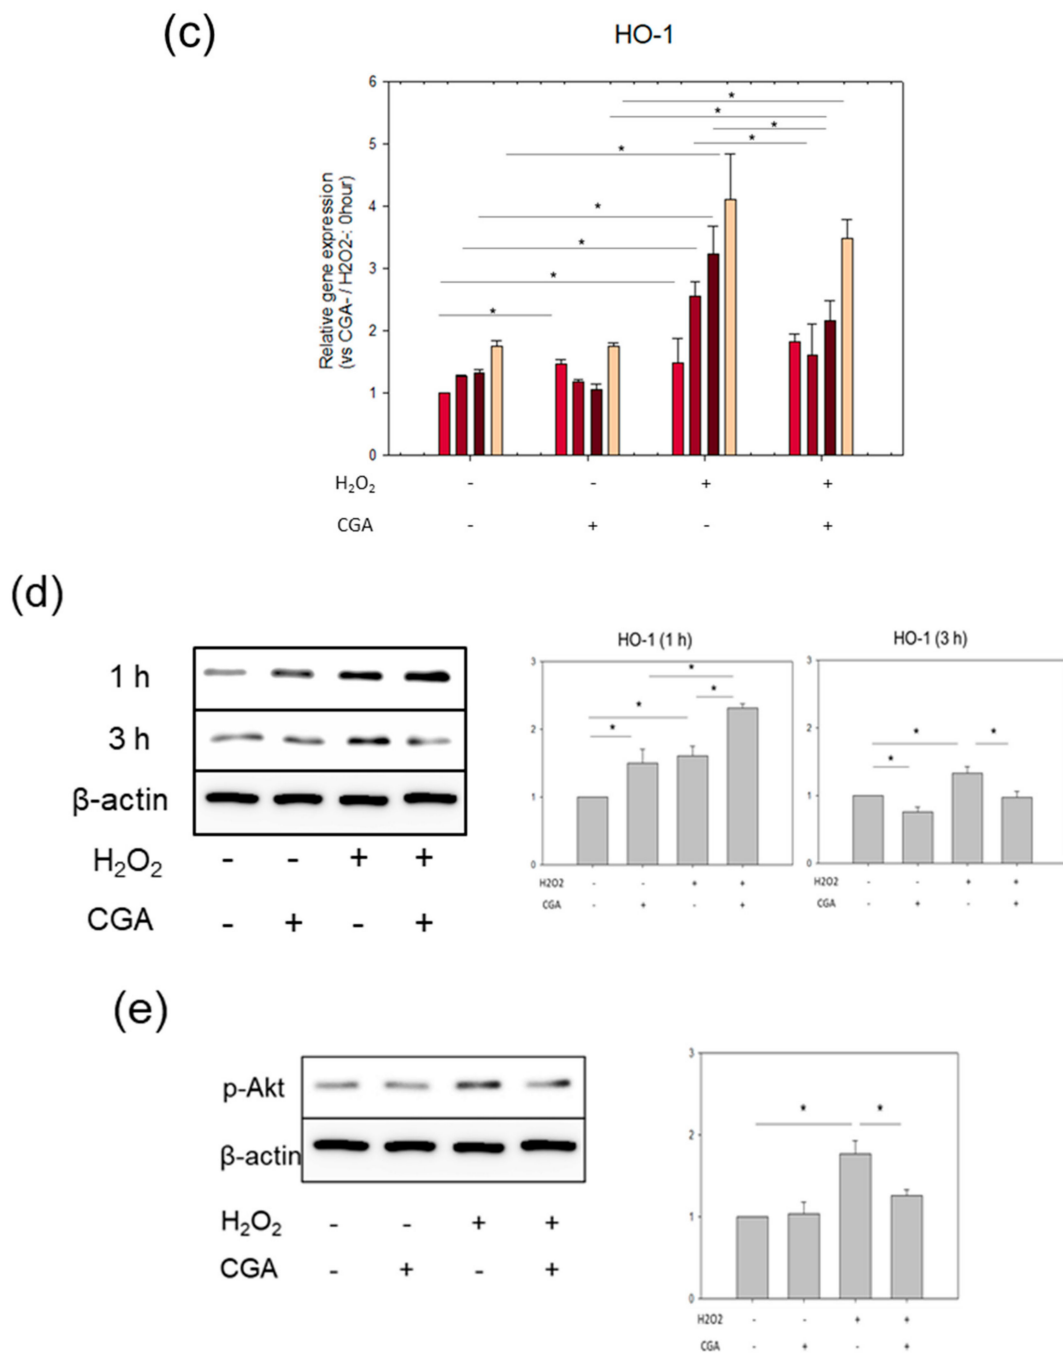 (c)
HO-1
Relative gene expression
(vs CGA- / H2O2-: 0hour)
6
5
4
3
2
1
0
* * * * * * * * *
H₂O₂ - - + +
CGA - + - +
(d)
1 h
3 h
β-actin
H₂O₂ - - + +
CGA - + - +
HO-1 (1 h)
3
2
1
0
* * * *
H2O2 - - + +
CGA - + - +
HO-1 (3 h)
3
2
1
0
* * *
H2O2 - - + +
CGA - + - +
(e)
p-Akt
β-actin
H₂O₂ - - + +
CGA - + - +
3
2
1
0
* *
H2O2 - - + +
CGA - + - +